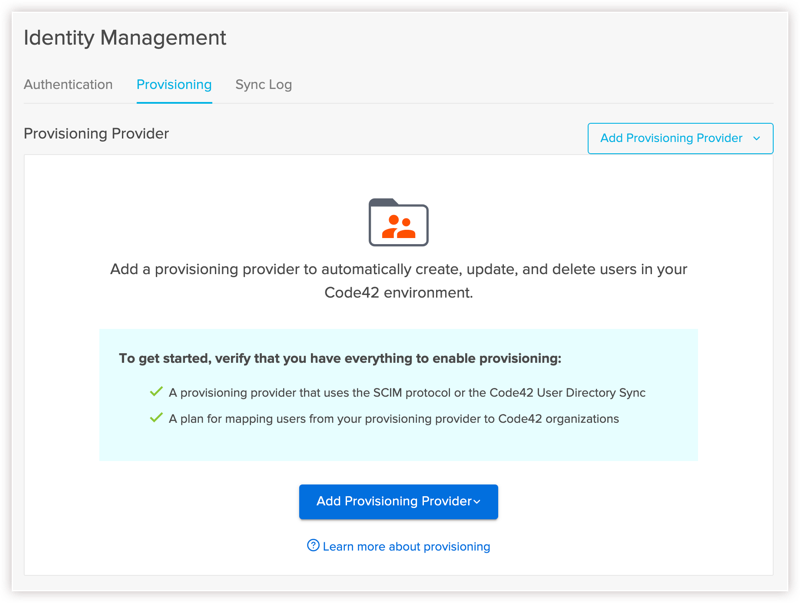 Identity Management
Authentication Provisioning Sync Log
Provisioning Provider
Add Provisioning Provider
Add a provisioning provider to automatically create, update, and delete users in your
Code42 environment.
To get started, verify that you have everything to enable provisioning:
A provisioning provider that uses the SCIM protocol or the Code42 User Directory Sync
A plan for mapping users from your provisioning provider to Code42 organizations
Add Provisioning Provider
Learn more about provisioning